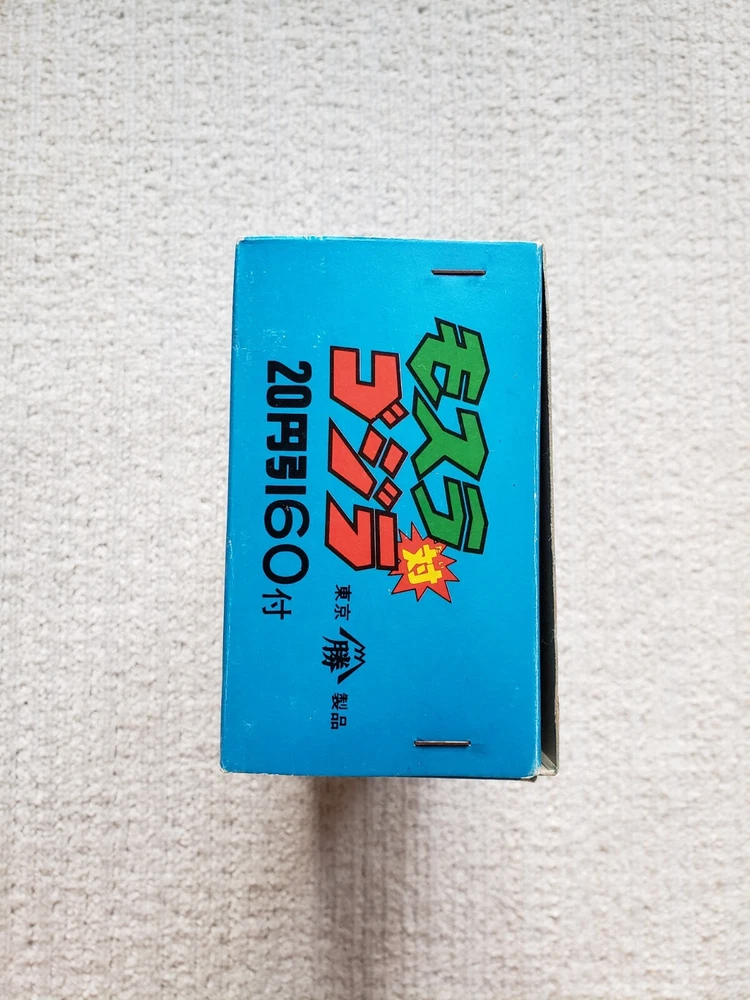 モスラ
対
ゴジラ
東京 勝 製品
20円引60付